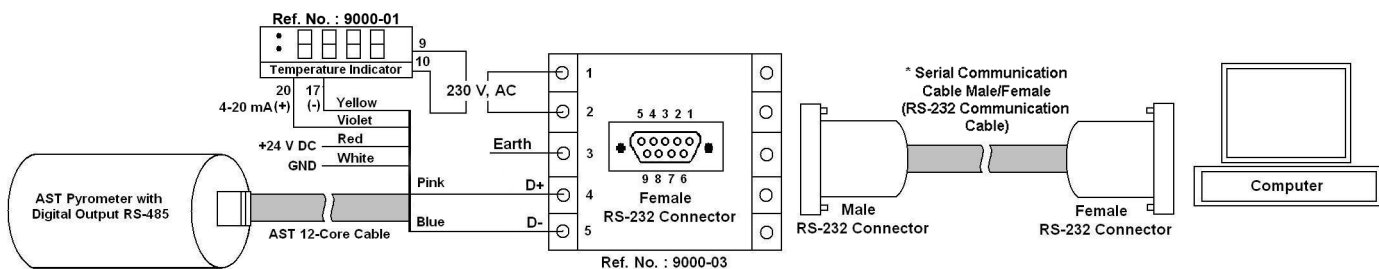 Ref. No. : 9000-01
9
10
Temperature Indicator
20
17
4-20 mA(+)
(-)
Yellow
Violet
+24 V DC
Red
GND
White
AST Pyrometer with
Digital Output RS-485
AST 12-Core Cable
Pink
Blue
230 V, AC
Earth
D+
D-
1
2
3
4
5
5 4 3 2 1
9 8 7 6
Female
RS-232 Connector
Ref. No. : 9000-03
* Serial Communication
Cable Male/Female
(RS-232 Communication
Cable)
Male
RS-232 Connector
Female
RS-232 Connector
Computer